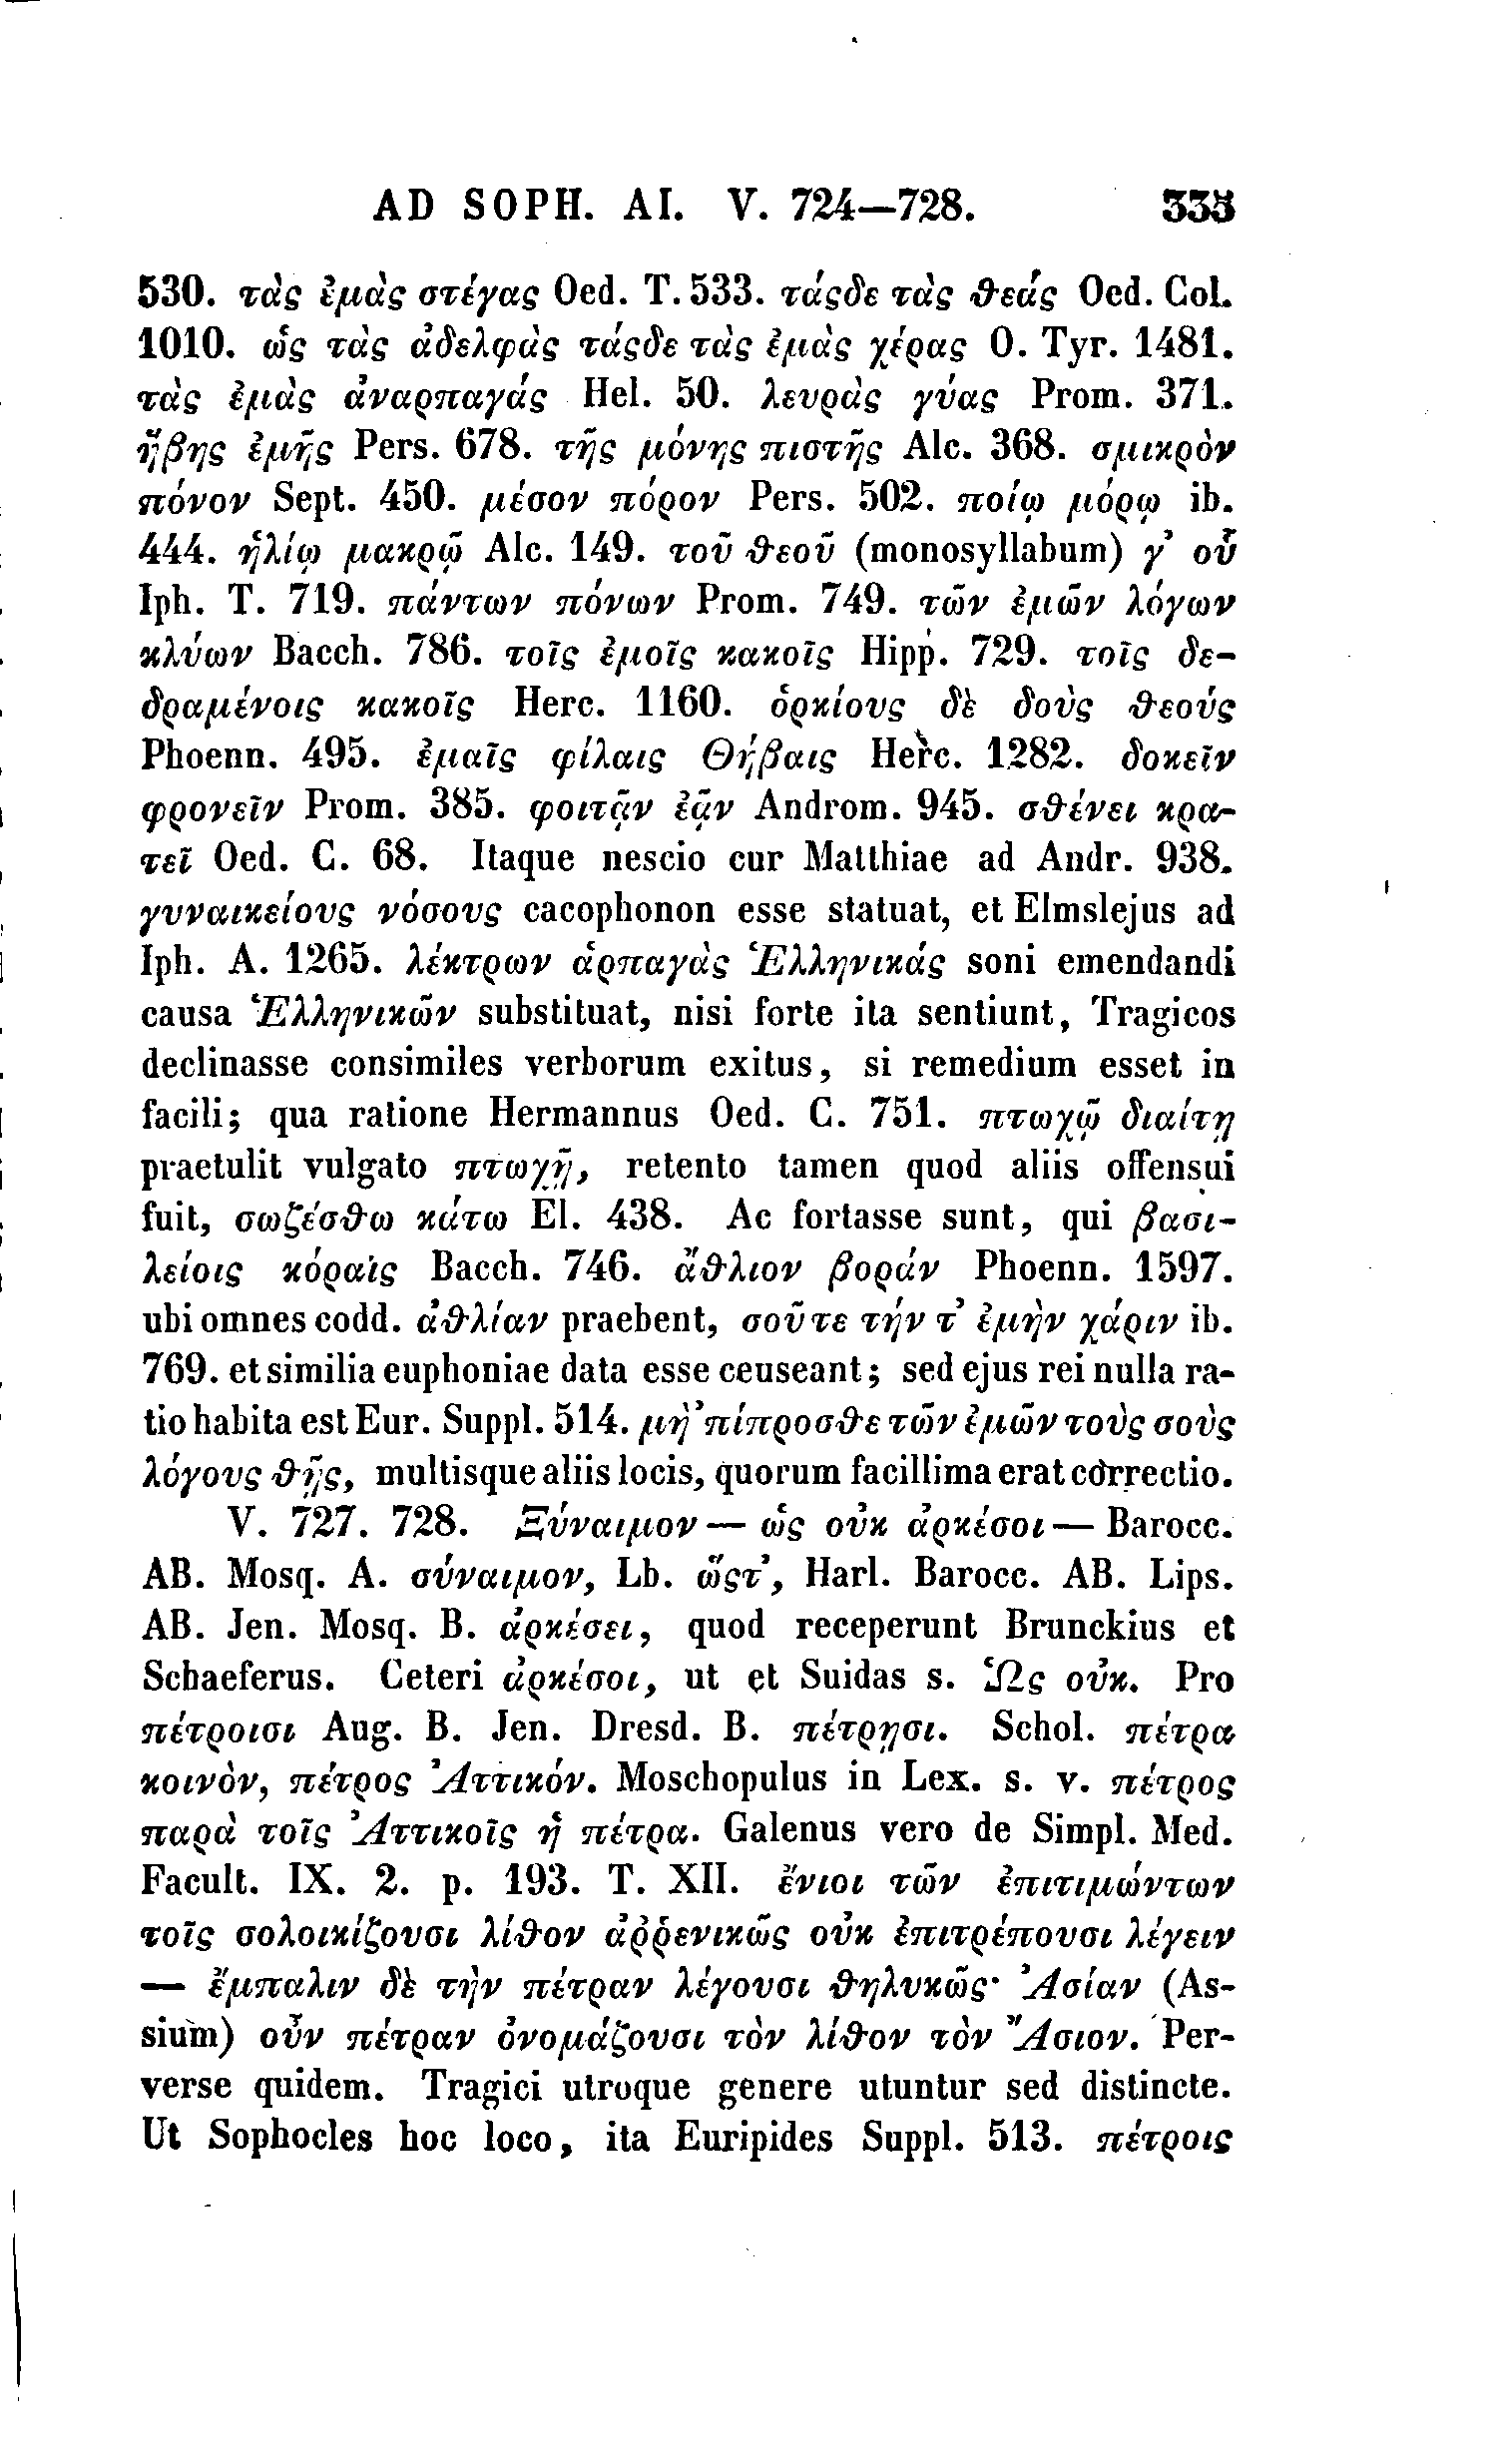 AD SOPH. AI. V. 724—728. 333
530. τὰς ἐμὰς στέγας Oed. T. 533. τάςδε τὰς θεάς Oed. Col.
1010. ὡς τὰς ἀδελφὰς τάςδε τὰς ἐμὰς χέρας O. Tyr. 1481.
τὰς ἐμὰς ἀναρπαγάς Hel. 50. λευρὰς γύας Prom. 371.
ἥβης ἐμῆς Pers. 678. τῆς μόνης πιστῆς Alc. 368. σμικρὸν
πόνον Sept. 450. μέσον πόρον Pers. 502. ποίῳ μόρῳ ib.
444. ἡλίῳ μακρῷ Alc. 149. τοῦ θεοῦ (monosyllabum) γ’ οὗ
Iph. T. 719. πάντων πόνων Prom. 749. τῶν ἐμῶν λόγων
κλύων Bacch. 786. τοῖς ἐμοῖς κακοῖς Hipp. 729. τοῖς δε-
δραμένοις κακοῖς Herc. 1160. ὁρκίους δὲ δοὺς θεούς
Phoenn. 495. ἐμαῖς φίλαις Θήβαις Herc. 1282. δοκεῖν
φρονεῖν Prom. 385. φοιτᾷν ἐᾷν Androm. 945. σθένει κρα-
τεῖ Oed. C. 68. Itaque nescio cur Matthiae ad Andr. 938.
γυναικείους νόσους cacophonon esse statuat, et Elmslejus ad
Iph. A. 1265. λέκτρων ἁρπαγὰς Ἑλληνικάς soni emendandi
causa Ἑλληνικῶν substituat, nisi forte ita sentiunt, Tragicos
declinasse consimiles verborum exitus, si remedium esset in
facili; qua ratione Hermannus Oed. C. 751. πτωχῷ διαίτῃ
praetulit vulgato πτωχῇ, retento tamen quod aliis offensui
fuit, σωζέσθω κάτω El. 438. Ac fortasse sunt, qui βασι-
λείοις κόραις Bacch. 746. ἄθλιον βοράν Phoenn. 1597.
ubi omnes codd. ἀθλίαν praebent, σοῦτε τήν τ’ ἐμὴν χάριν ib.
769. et similia euphoniae data esse ceuseant; sed ejus rei nulla ra-
tio habita est Eur. Suppl. 514. μὴ ’πίπροσθε τῶν ἐμῶν τοὺς σοὺς
λόγους θῇς, multisque aliis locis, quorum facillima erat correctio.
V. 727. 728. Ξύναιμον — ὡς οὐκ ἀρκέσοι — Barocc.
AB. Mosq. A. σύναιμον, Lb. ὥςτ’, Harl. Barocc. AB. Lips.
AB. Jen. Mosq. B. ἀρκέσει, quod receperunt Brunckius et
Schaeferus. Ceteri ἀρκέσοι, ut et Suidas s. Ὡς οὐκ. Pro
πέτροισι Aug. B. Jen. Dresd. B. πέτρῃσι. Schol. πέτρα
κοινὸν, πέτρος Ἀττικόν. Moschopulus in Lex. s. v. πέτρος
παρὰ τοῖς Ἀττικοῖς ἡ πέτρα. Galenus vero de Simpl. Med.
Facult. IX. 2. p. 193. T. XII. ἔνιοι τῶν ἐπιτιμώντων
τοῖς σολοικίζουσι λίθον ἀῤῥενικῶς οὐκ ἐπιτρέπουσι λέγειν
— ἔμπαλιν δὲ τὴν πέτραν λέγουσι θηλυκῶς· Ἀσίαν (As-
sium) οὖν πέτραν ὀνομάζουσι τὸν λίθον τὸν Ἄσιον. Per-
verse quidem. Tragici utroque genere utuntur sed distincte.
Ut Sophocles hoc loco, ita Euripides Suppl. 513. πέτροις